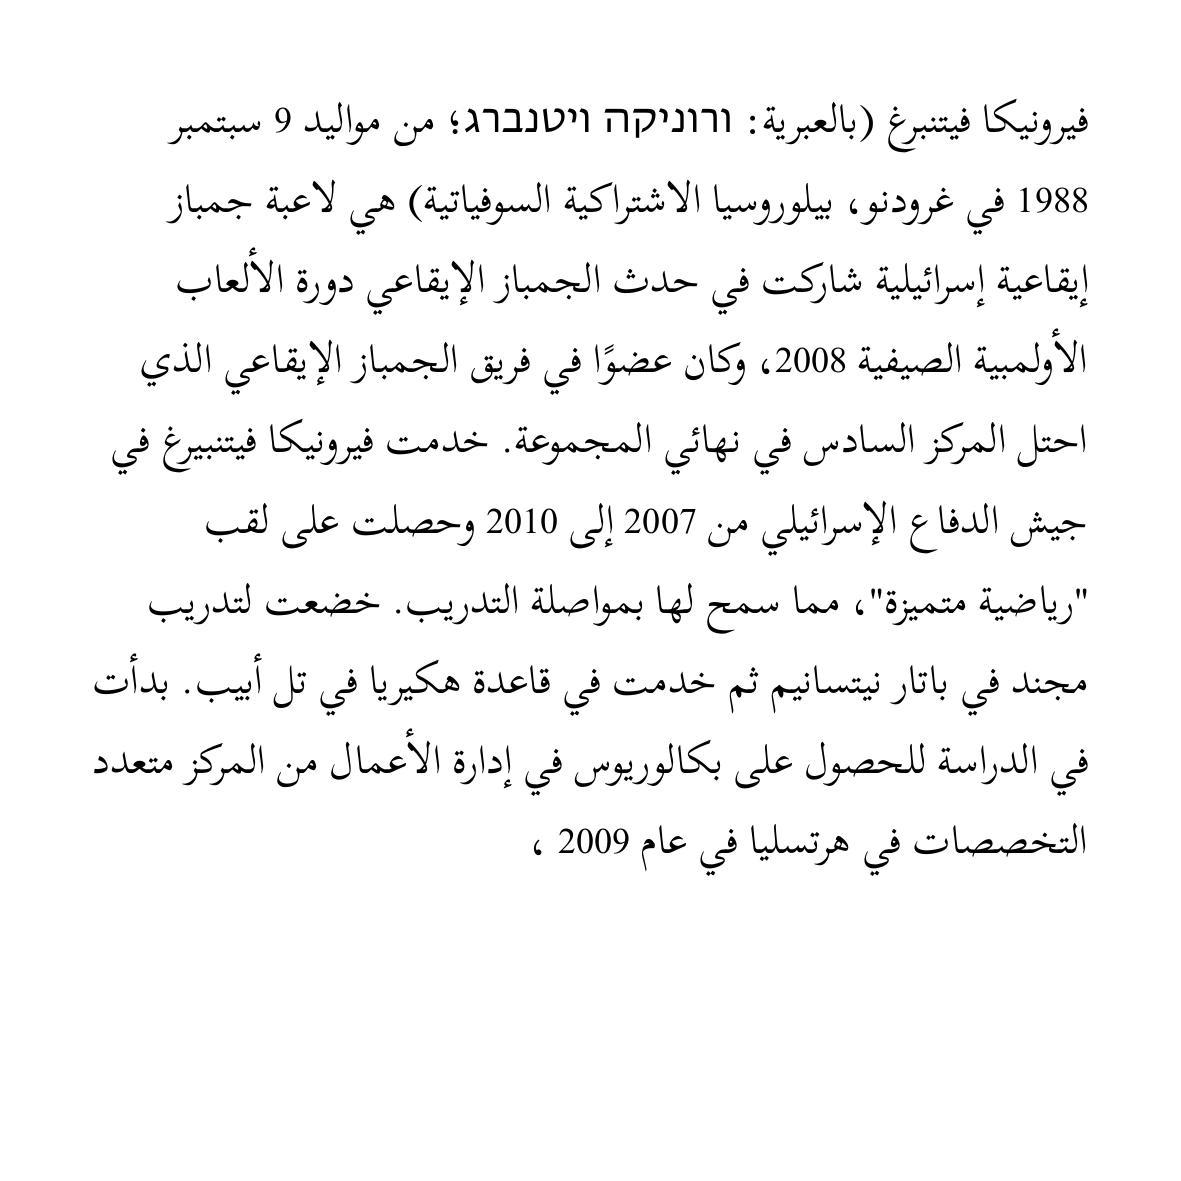 فيرونيكا فيتنبرغ (بالعبرية: ורוניקה ויטנברג؛ من مواليد 9 سبتمبر
1988 في غرودنو، بيلوروسيا الاشتراكية السوفياتية) هي لاعبة جمباز
إيقاعية إسرائيلية شاركت في حدث الجمباز الإيقاعي دورة الألعاب
الأولمبية الصيفية 2008، وكان عضوًا في فريق الجمباز الإيقاعي الذي
احتل المركز السادس في نهائي المجموعة. خدمت فيرونيكا فيتنبيرغ في
جيش الدفاع الإسرائيلي من 2007 إلى 2010 وحصلت على لقب
"رياضية متميزة"، مما سمح لها بمواصلة التدريب. خضعت لتدريب
مجند في باتار نيتسانيم ثم خدمت في قاعدة هكيريا في تل أبيب. بدأت
في الدراسة للحصول على بكالوريوس في إدارة الأعمال من المركز متعدد
التخصصات في هرتسليا في عام 2009 ،